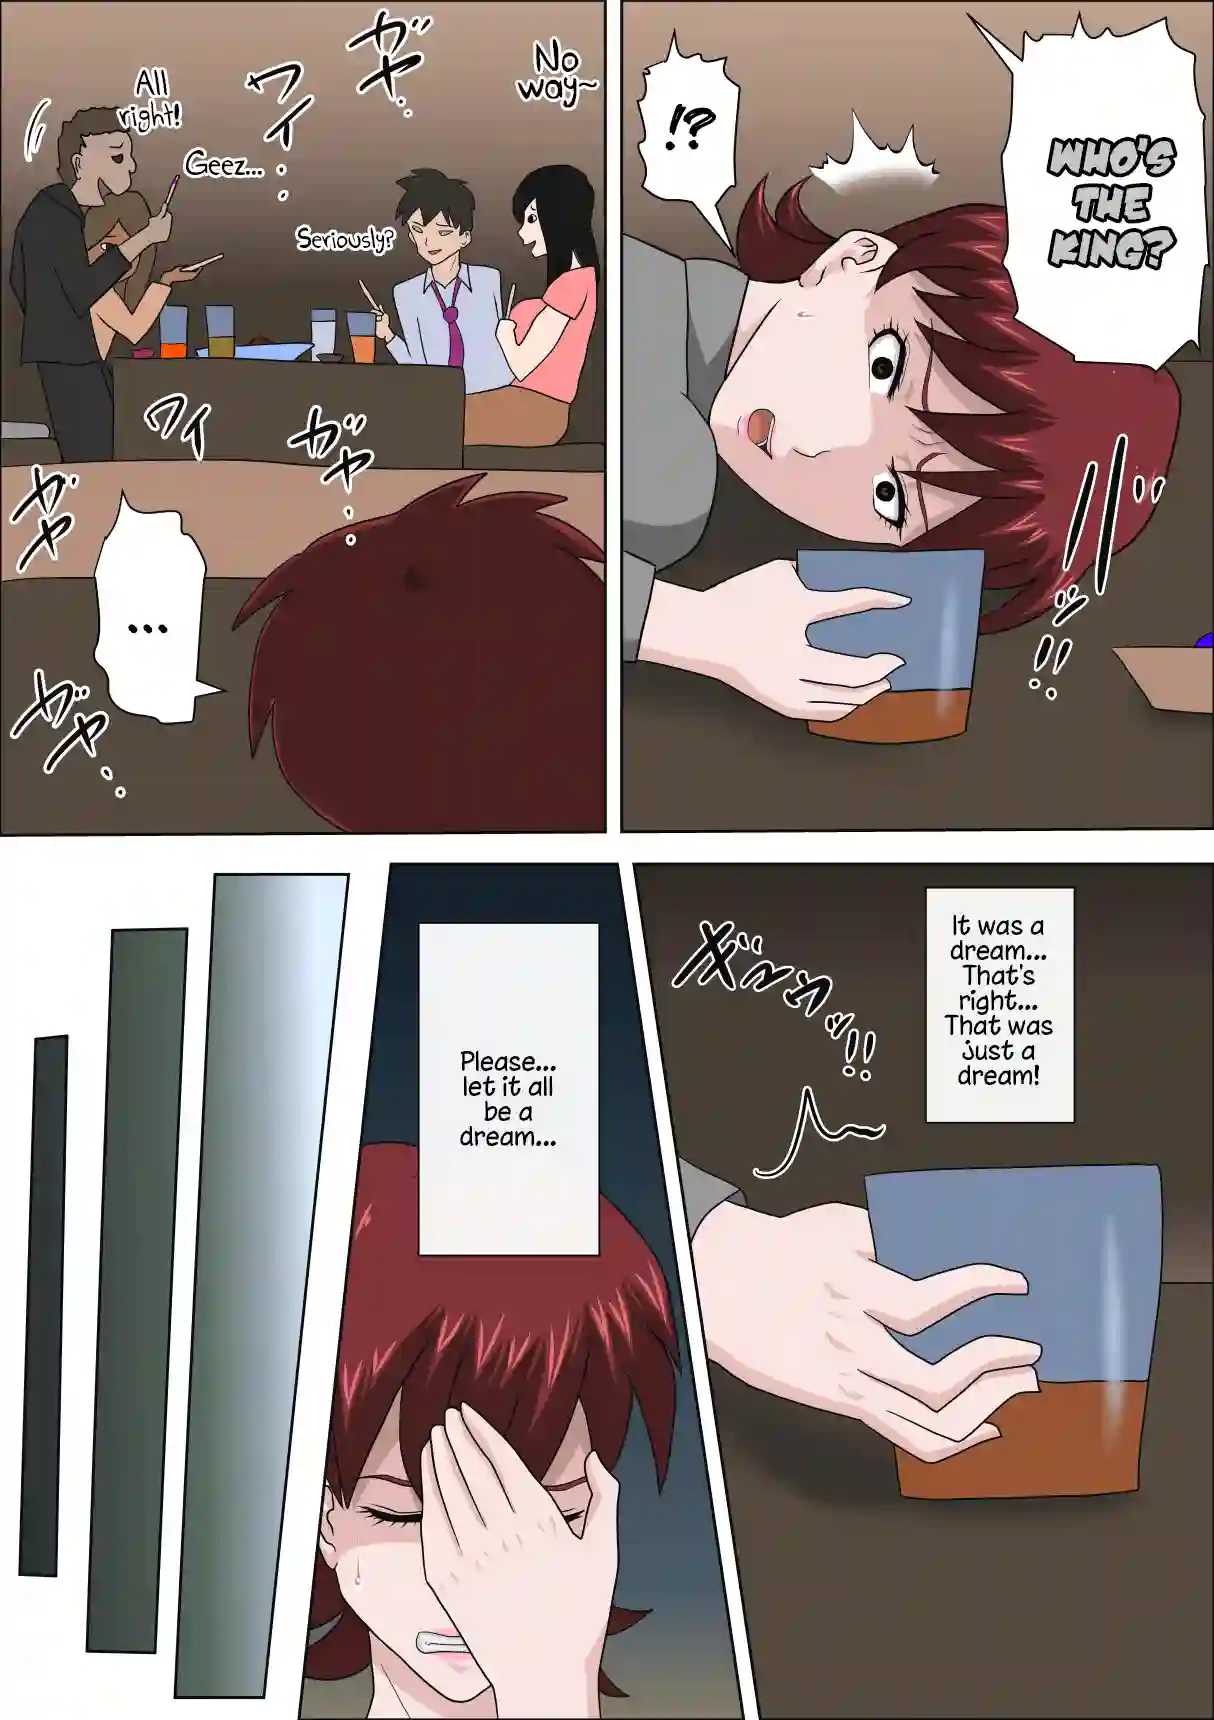 WHO'S
THE
KING?
!?
!!
No
way~
ガヤ…
ワイ…
All
right!
Geez...
Seriously?
ワイ
ガヤ…
ガヤ
...
ガヤ…
It was a
dream...
That's
right...
That was
just a
dream!
ギュッ!!
Please...
let it all
be a
dream...